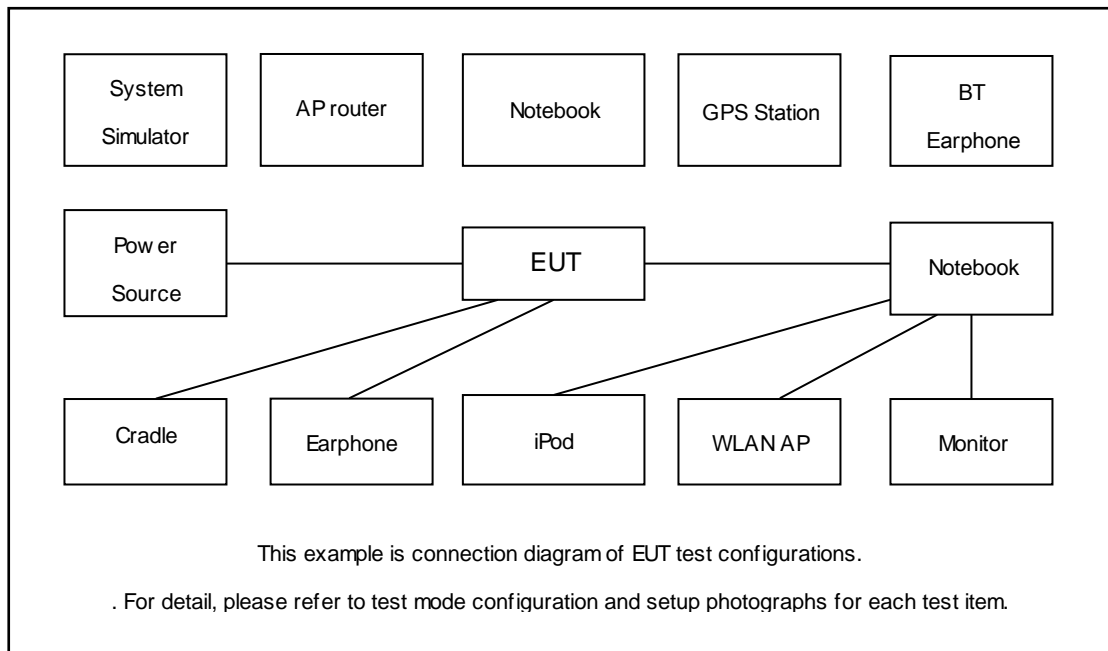 System
Simulator
AP router
Notebook
GPS Station
BT
Earphone
Power
Source
EUT
Notebook
Cradle
Earphone
iPod
WLAN AP
Monitor
This example is connection diagram of EUT test configurations.
. For detail, please refer to test mode configuration and setup photographs for each test item.